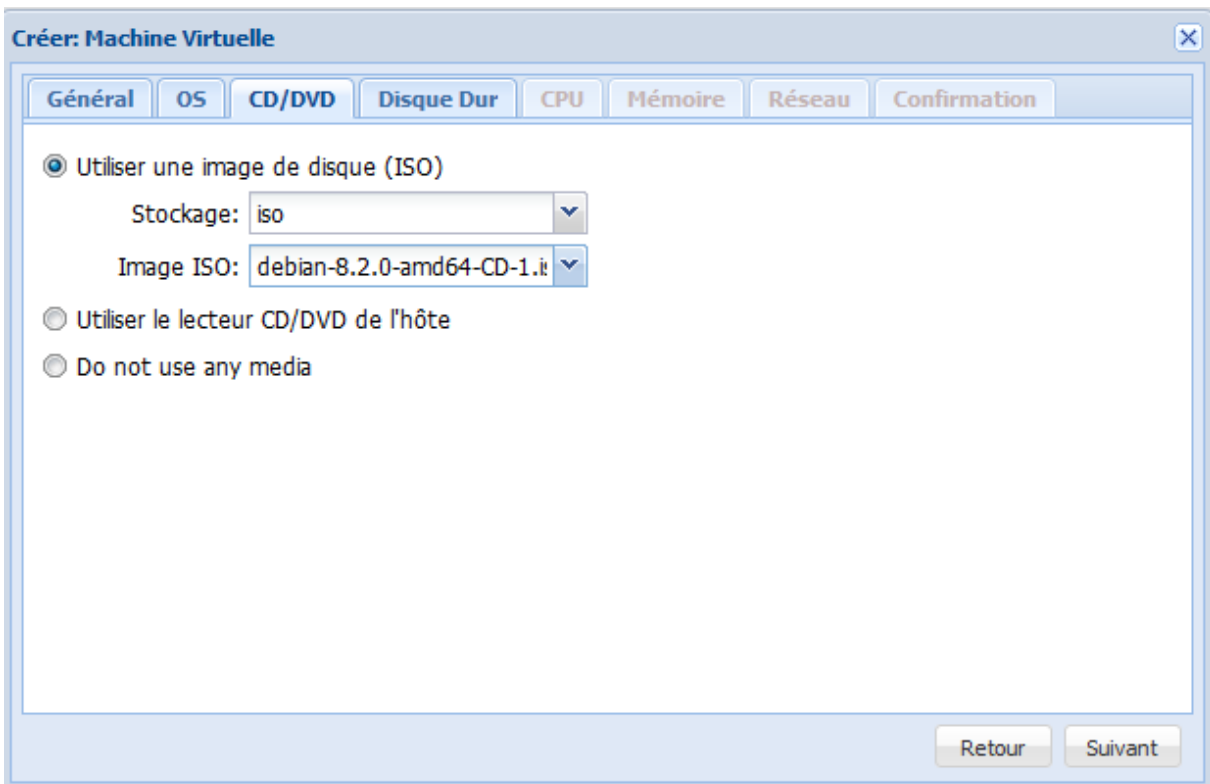 Créer: Machine Virtuelle
Général OS CD/DVD Disque Dur CPU Mémoire Réseau Confirmation
Utiliser une image de disque (ISO)
Stockage: iso
Image ISO: debian-8.2.0-amd64-CD-1.is
Utiliser le lecteur CD/DVD de l'hôte
Do not use any media
Retour Suivant